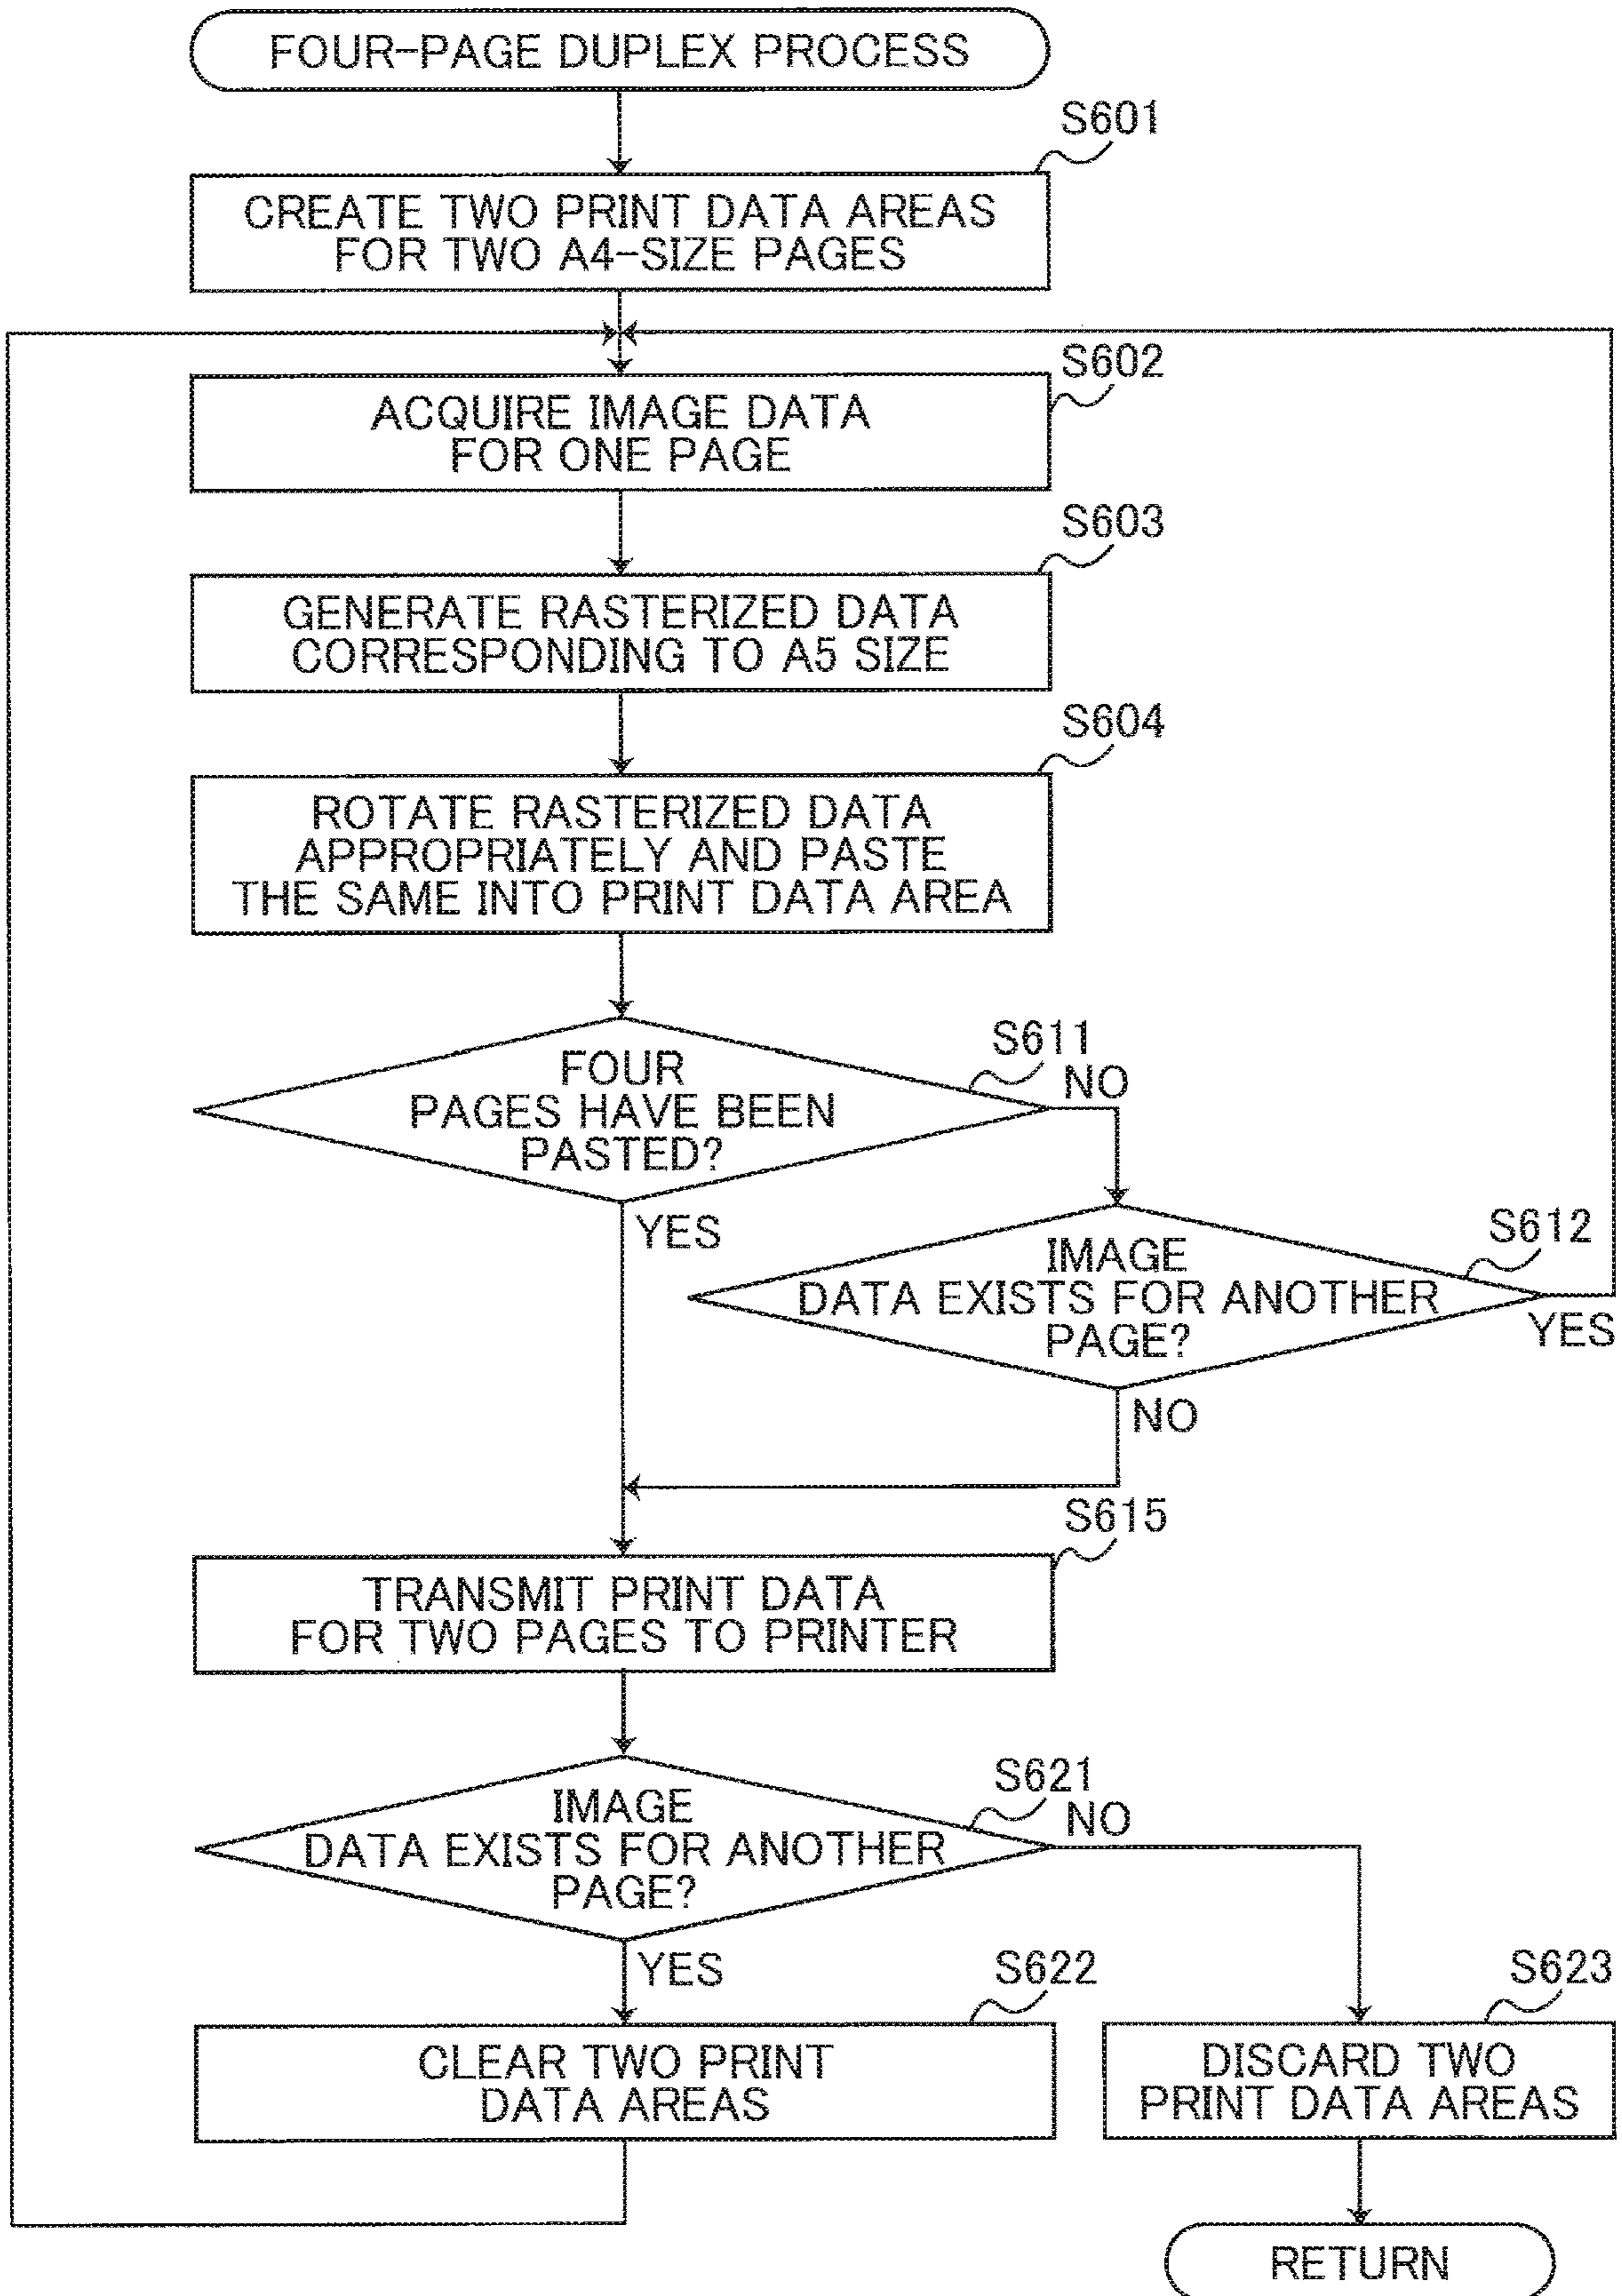 FOUR-PAGE DUPLEX PROCESS
S601
CREATE TWO PRINT DATA AREAS
FOR TWO A4-SIZE PAGES
S602
ACQUIRE IMAGE DATA
FOR ONE PAGE
S603
GENERATE RASTERIZED DATA
CORRESPONDING TO A5 SIZE
S604
ROTATE RASTERIZED DATA
APPROPRIATELY AND PASTE
THE SAME INTO PRINT DATA AREA
S611
FOUR
PAGES HAVE BEEN
PASTED?
NO
YES
S612
IMAGE
DATA EXISTS FOR ANOTHER
PAGE?
YES
NO
S615
TRANSMIT PRINT DATA
FOR TWO PAGES TO PRINTER
S621
IMAGE
DATA EXISTS FOR ANOTHER
PAGE?
NO
YES
S622
CLEAR TWO PRINT
DATA AREAS
S623
DISCARD TWO
PRINT DATA AREAS
RETURN